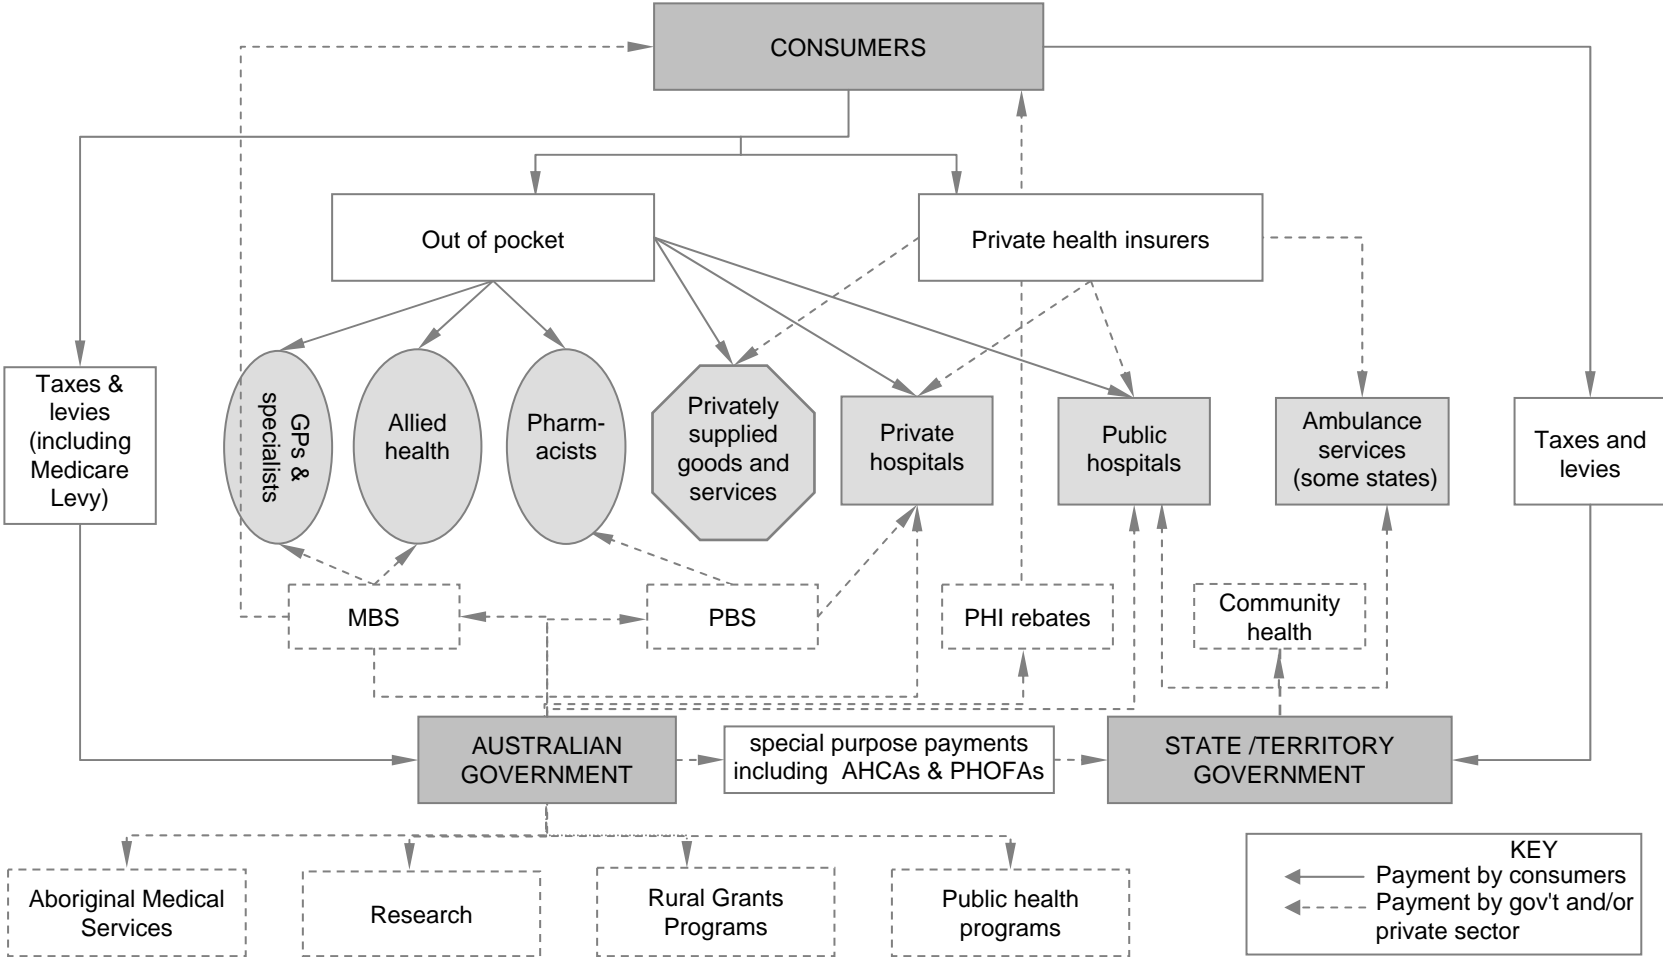 CONSUMERS
Out of pocket
Private health insurers
Taxes &
levies
(including
Medicare
Levy)
GPs &
specialists
Allied
health
Pharm-
acists
Privately
supplied
goods and
services
Private
hospitals
Public
hospitals
Ambulance
services
(some states)
Taxes and
levies
MBS
PBS
PHI rebates
Community
health
AUSTRALIAN
GOVERNMENT
special purpose payments
including AHCAs & PHOFAs
STATE /TERRITORY
GOVERNMENT
Aboriginal Medical
Services
Research
Rural Grants
Programs
Public health
programs
KEY
Payment by consumers
Payment by gov't and/or
private sector